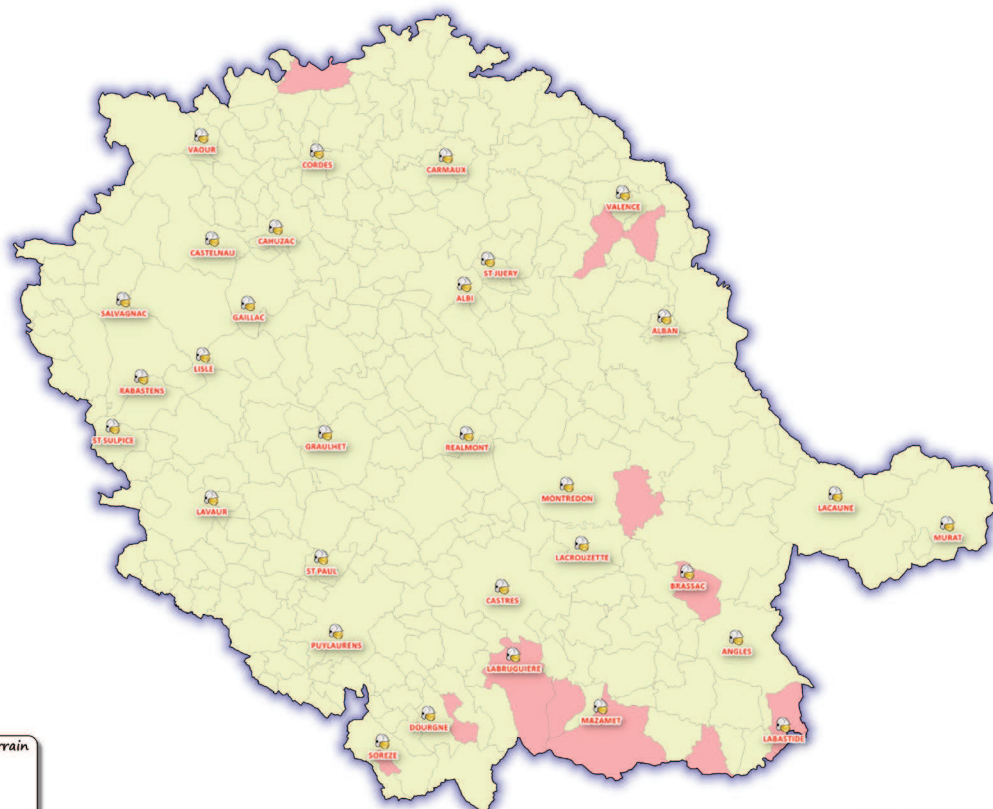 VAOUR
CORDES
CARMAUX
VALENCE
CASTELNAU
CAHUZAC
ST JUERY
ALBI
SALVAGNAC
GAILLAC
ALBAN
LISLE
RABASTENS
ST SULPICE
GRAULHET
REALMONT
LAVAUR
MONTREDON
LACAUNE
MURAT
ST PAUL
LACROUZETTE
BRASSAC
CASTRES
PUYLAURENS
ANGLES
LABRUGUIERE
DOURGNE
MAZAMET
LABASTIDE
SOREZE
rrain